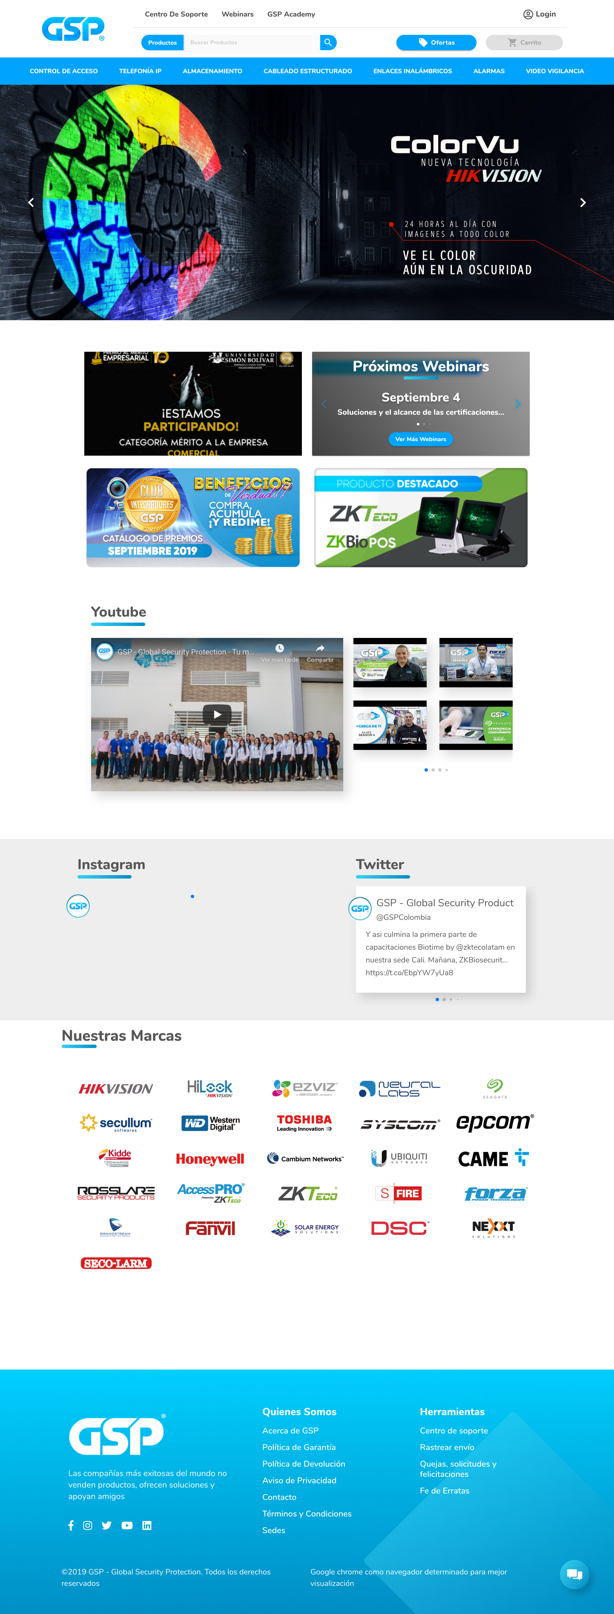 GSP
Centro De Soporte Webinars GSP Academy
Login
Productos Buscar Productos
Ofertas Carrito
CONTROL DE ACCESO TELEFONÍA IP ALMACENAMIENTO CABLEADO ESTRUCTURADO ENLACES INALÁMBRICOS ALARMAS VIDEO VIGILANCIA
ColorVu
NUEVA TECNOLOGÍA
HIKVISION
24 HORAS AL DÍA CON
IMAGENES A TODO COLOR
VE EL COLOR
AÚN EN LA OSCURIDAD
PREMIO AL MÉRITO
EMPRESARIAL
UNIVERSIDAD
SIMÓN BOLÍVAR
¡ESTAMOS
PARTICIPANDO!
CATEGORÍA MÉRITO A LA EMPRESA
COMERCIAL
Próximos Webinars
Septiembre 4
Soluciones y el alcance de las certificaciones...
Ver Más Webinars
CLUB
INTEGRADORES
GSP
CATÁLOGO DE PREMIOS
SEPTIEMBRE 2019
BENEFICIOS
DE Verdad!!
COMPRA,
ACUMULA
¡Y REDIME!
PRODUCTO DESTACADO
ZKTECO
ZKBioPOS
Youtube
GSP - Global Security Protection - Tu m...
Ver más tarde Compartir
Instagram
GSP
Twitter
GSP
GSP - Global Security Product
@GSPColombia
Y asi culmina la primera parte de
capacitaciones Biotime by @zktecolatam en
nuestra sede Cali. Mañana, ZKBiosecurit...
https://t.co/EbpYW7yUa8
Nuestras Marcas
HIKVISION HiLook HIKVISION ezviz Neural Labs SEAGATE
secullum softwares WD Western Digital TOSHIBA Leading Innovation SYSCOM epcom
Kidde Honeywell Cambium Networks UBIQUITI NETWORKS CAME
ROSSLARE SECURITY PRODUCTS AccessPRO ZKTeco ZKTECO S FIRE forza
Fanvil SOLAR ENERGY SOLUTIONS DSC NEXXT SOLUTIONS
SECO-LARM
GSP
Las compañías más exitosas del mundo no
venden productos, ofrecen soluciones y
apoyan amigos
Quienes Somos
Acerca de GSP
Política de Garantía
Política de Devolución
Aviso de Privacidad
Contacto
Términos y Condiciones
Sedes
Herramientas
Centro de soporte
Rastrear envío
Quejas, solicitudes y
felicitaciones
Fe de Erratas
©2019 GSP - Global Security Protection. Todos los derechos
reservados
Google chrome como navegador determinado para mejor
visualización